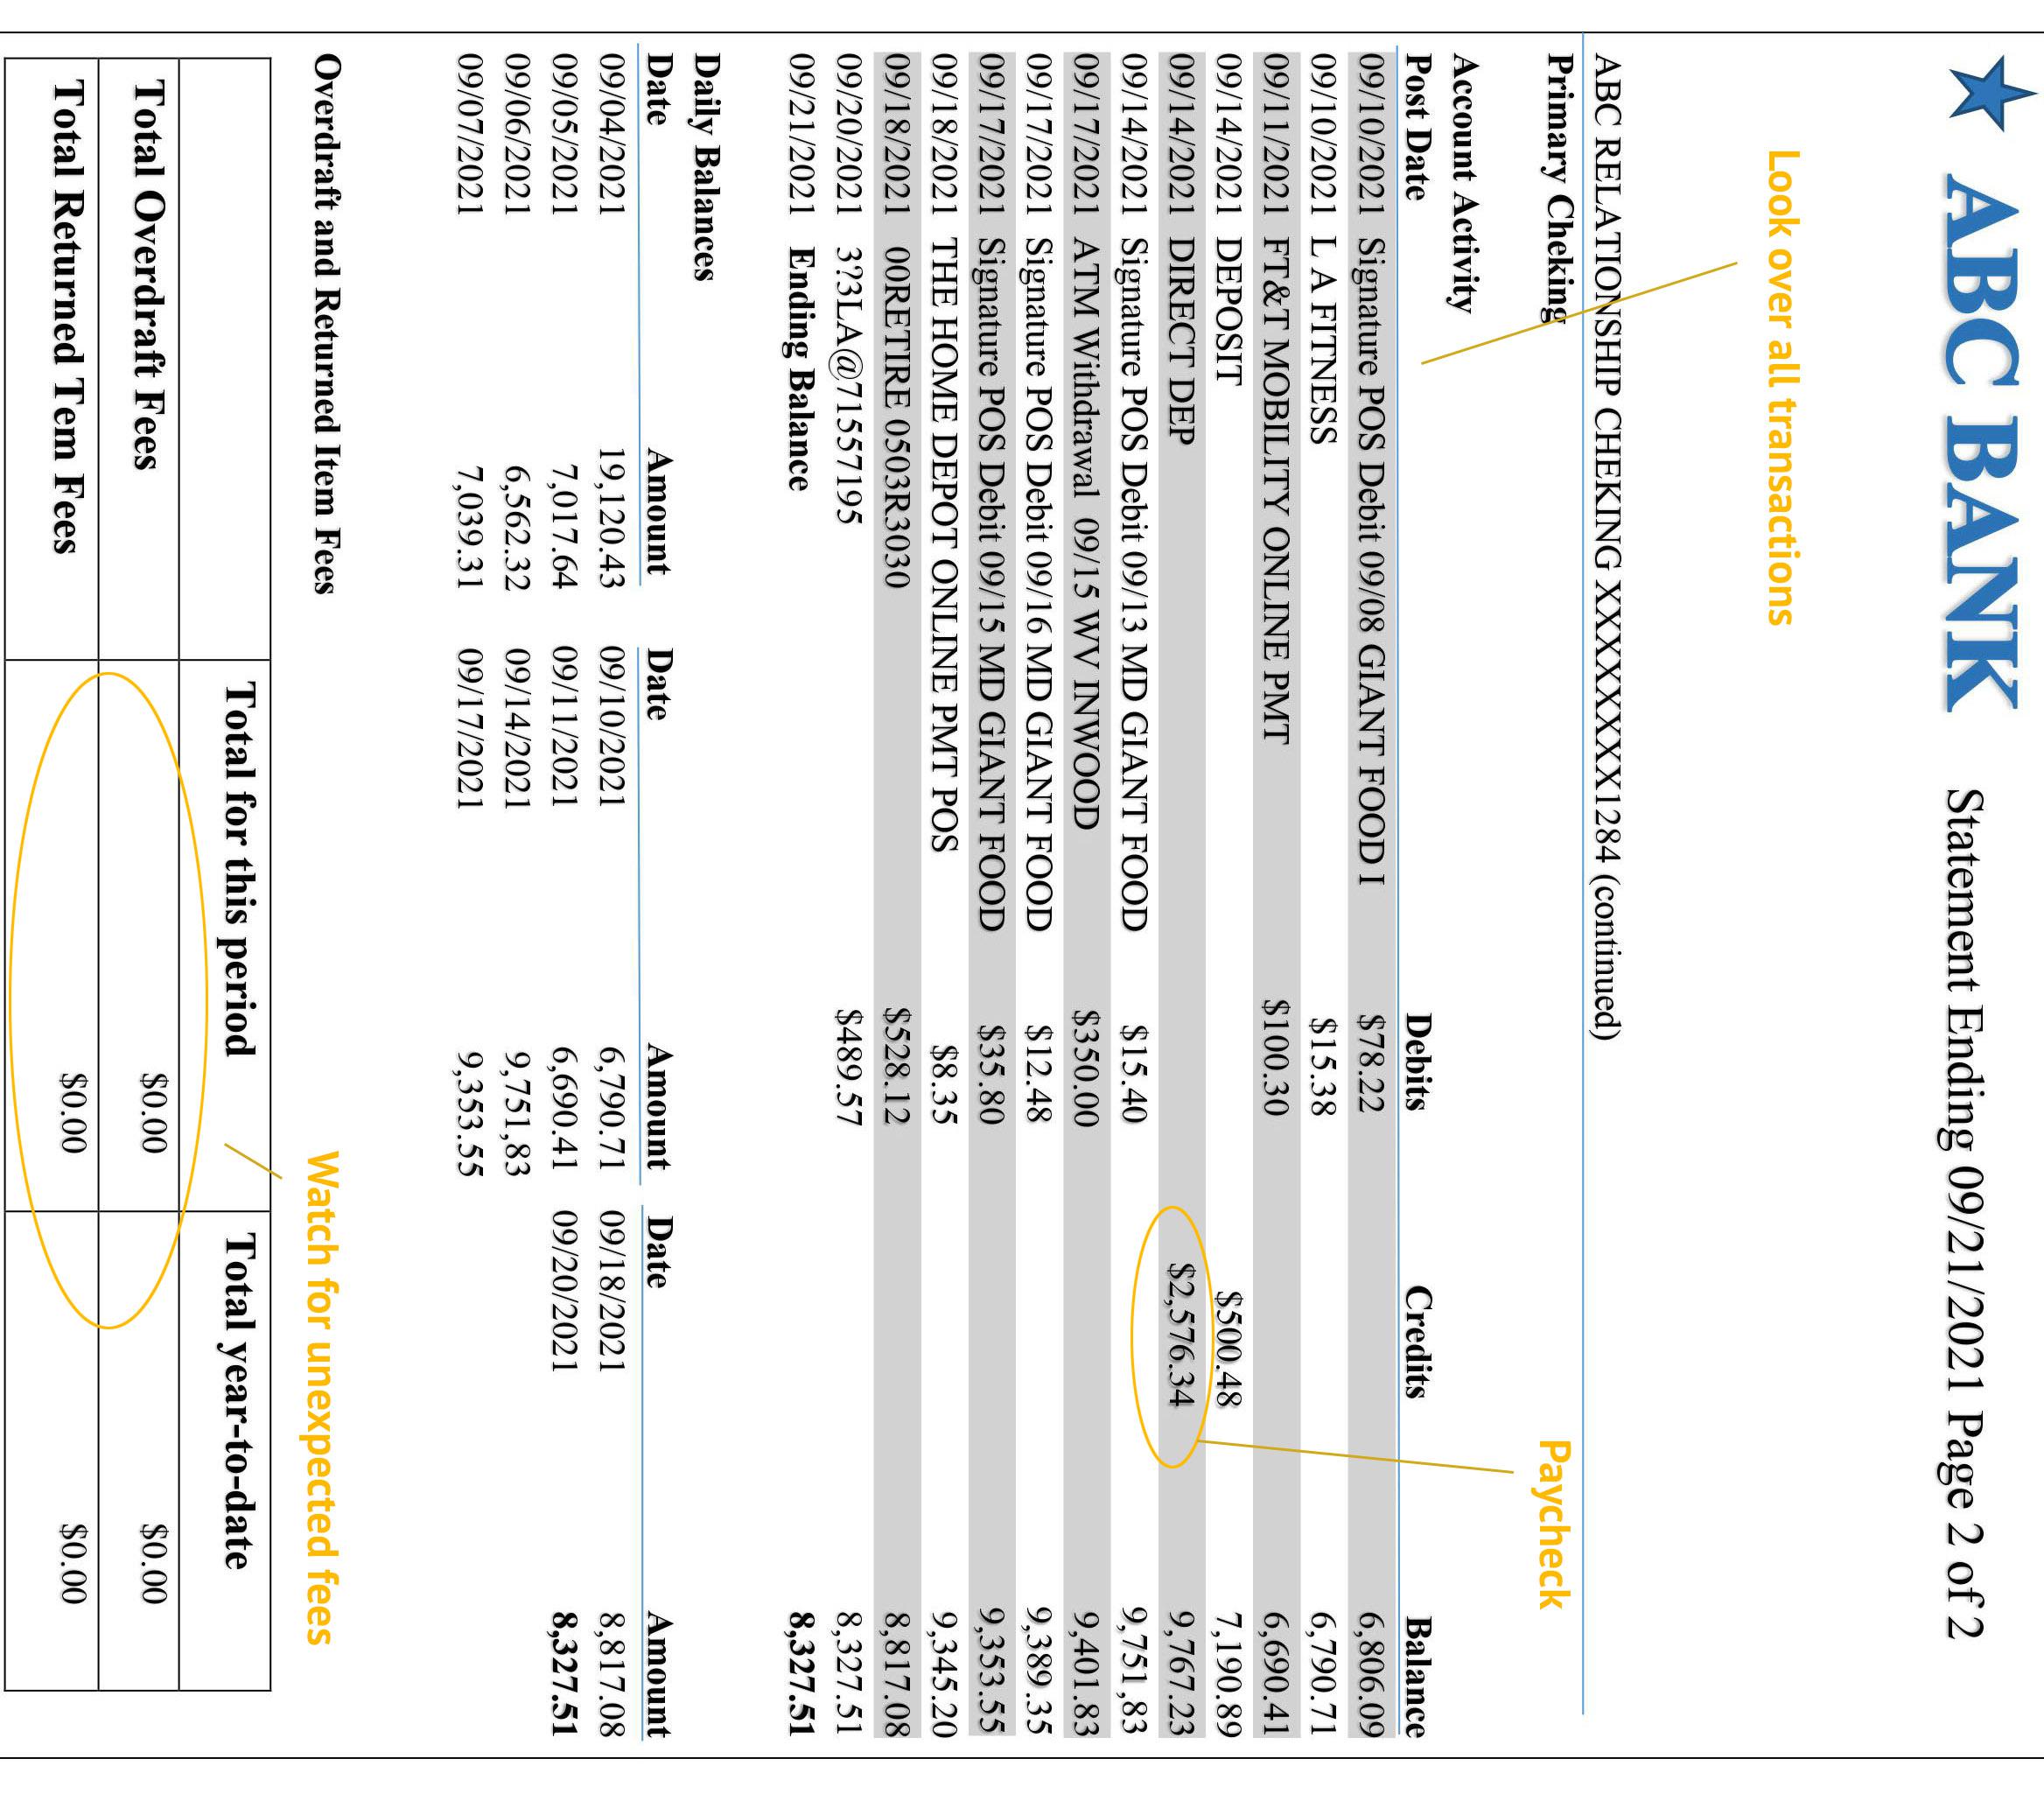 ABC BANK Statement Ending 09/21/2021 Page 2 of 2
Look over all transactions
ABC RELATIONSHIP CHEKING XXXXXXXXXX1284 (continued)
Primary Cheking
Paycheck
Account Activity
Post Date Debits Credits Balance
09/10/2021 Signature POS Debit 09/08 GIANT FOOD I $78.22 6,806.09
09/10/2021 L A FITNESS $15.38 6,790.71
09/11/2021 FT&T MOBILITY ONLINE PMT $100.30 6,690.41
09/14/2021 DEPOSIT $500.48 7,190.89
09/14/2021 DIRECT DEP $2,576.34 9,767.23
09/14/2021 Signature POS Debit 09/13 MD GIANT FOOD $15.40 9,751,83
09/17/2021 ATM Withdrawal 09/15 WV INWOOD $350.00 9,401.83
09/17/2021 Signature POS Debit 09/16 MD GIANT FOOD $12.48 9,389.35
09/17/2021 Signature POS Debit 09/15 MD GIANT FOOD $35.80 9,353.55
09/18/2021 THE HOME DEPOT ONLINE PMT POS $8.35 9,345.20
09/18/2021 00RETIRE 0503R3030 $528.12 8,817.08
09/20/2021 3?3LA@71557195 $489.57 8,327.51
09/21/2021 Ending Balance 8,327.51
Daily Balances
Date Amount Date Amount Date Amount
09/04/2021 19,120.43 09/10/2021 6,790.71 09/18/2021 8,817.08
09/05/2021 7,017.64 09/11/2021 6,690.41 09/20/2021 8,327.51
09/06/2021 6,562.32 09/14/2021 9,751,83
09/07/2021 7,039.31 09/17/2021 9,353.55
Overdraft and Returned Item Fees
Watch for unexpected fees
Total for this period Total year-to-date
Total Overdraft Fees $0.00 $0.00
Total Returned Tem Fees $0.00 $0.00